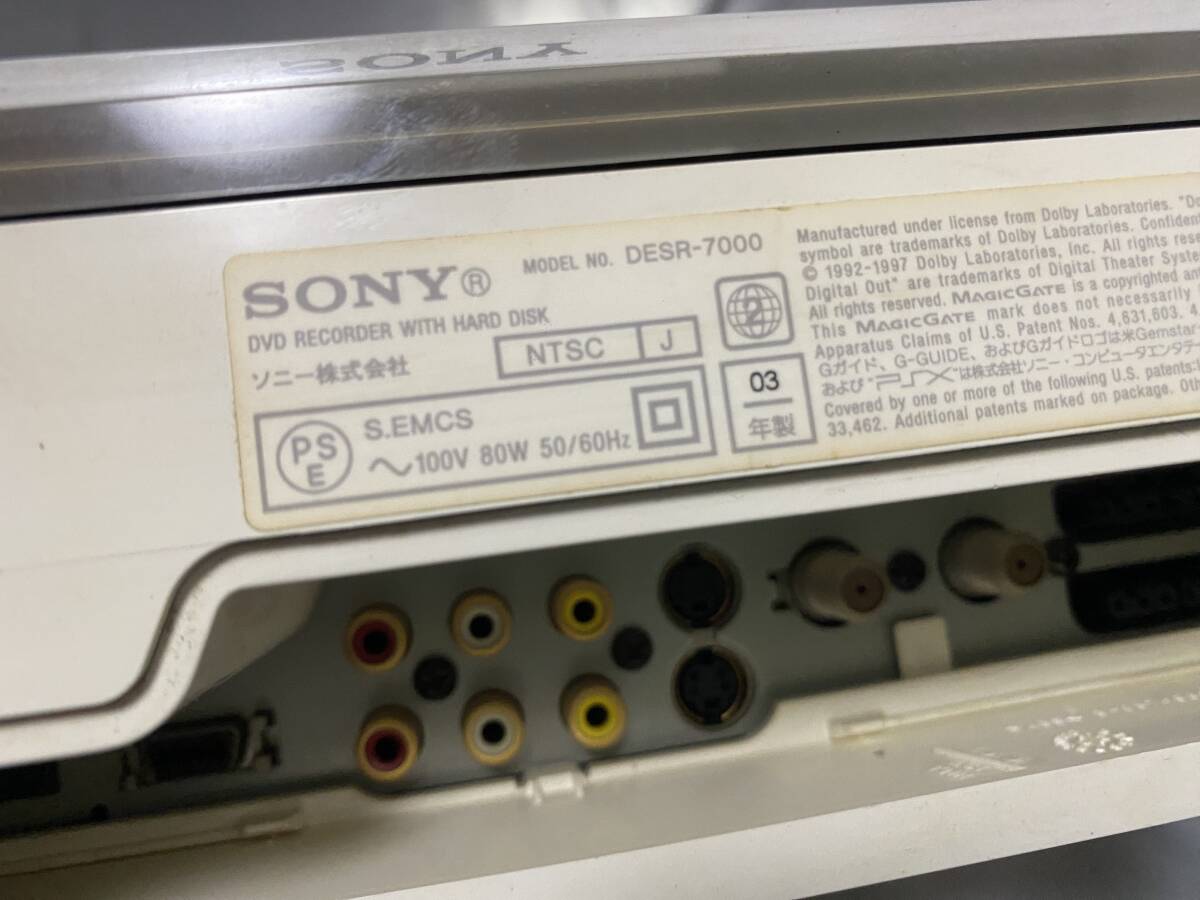 SONY
SONY®
MODEL NO. DESR-7000
DVD RECORDER WITH HARD DISK
ソニー株式会社
NTSC J
2
PSE
S.EMCS
〜100V 80W 50/60Hz
03
年製
Manufactured under license from Dolby Laboratories.
symbol are trademarks of Dolby Laboratories.
© 1992-1997 Dolby Laboratories, Inc. All rights
Digital Out" are trademarks of Digital Theater
All rights reserved. MAGICGATE is a copyrighted and
This MAGICGATE mark does not necessarily
Apparatus Claims of U.S. Patent Nos. 4,631,603.
Gガイド、G-GUIDE、およびGガイドロゴは米Gemstar
および"PSX"は株式会社ソニー・コンピュータエンタテ
Covered by one or more of the following U.S. patents:
33,462. Additional patents marked on package.